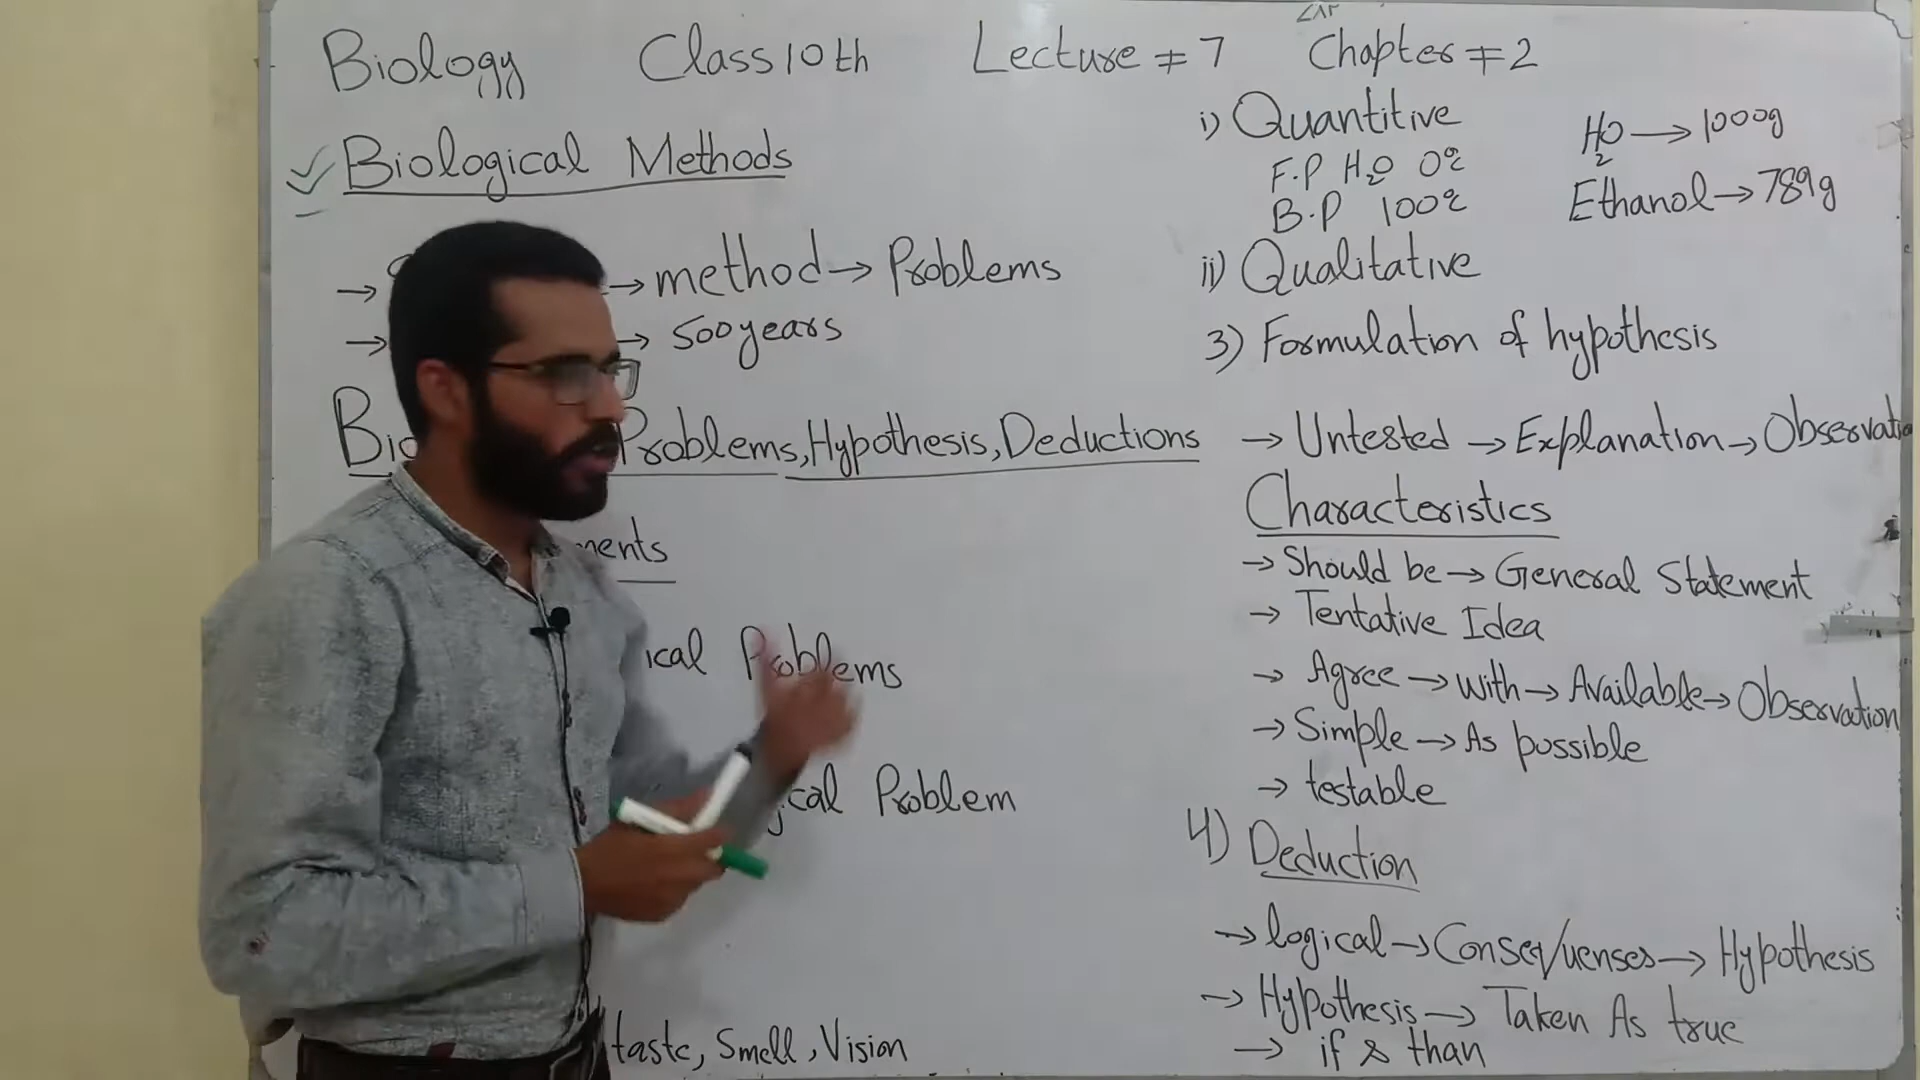 Biology Class 10th Lecture # 7 Chapter # 2
Biological Methods
→ method → Problems
→ 500 years
Problems, Hypothesis, Deductions
ments
ical Problems
ical Problem
taste, Smell, Vision
i) Quantitive
F.P H2O 0°C
B.P 100°C
H2O → 1000g
Ethanol → 789g
ii) Qualitative
3) Formulation of hypothesis
→ Untested → Explanation → Observatio
Characteristics
→ Should be → General Statement
→ Tentative Idea
→ Agree → with → Available → Observation
→ Simple → As possible
→ testable
4) Deduction
→ logical → Consequenses → Hypothesis
→ Hypothesis → Taken As true
→ if & than